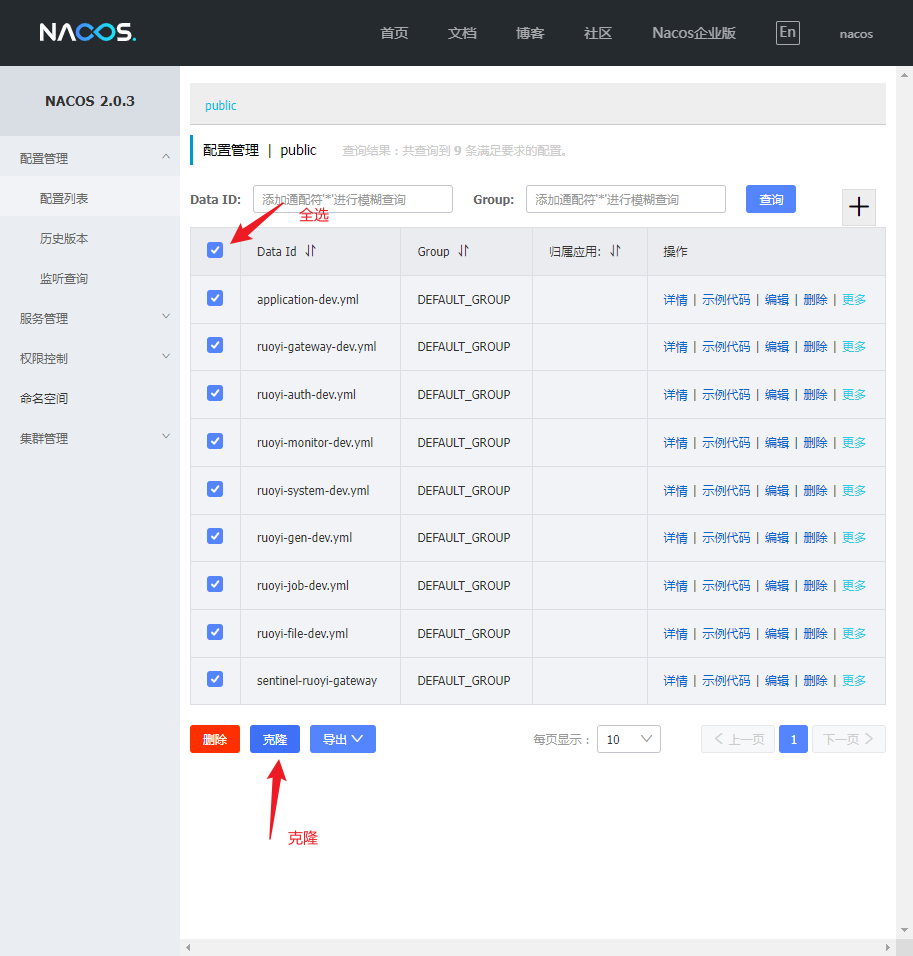 NACOS.
首页 文档 博客 社区 Nacos企业版 En nacos
NACOS 2.0.3
配置管理
配置列表
历史版本
监听查询
服务管理
权限控制
命名空间
集群管理
public
配置管理 | public 查询结果：共查询到 9 条满足要求的配置。
Data ID: 添加通配符'*'进行模糊查询 Group: 添加通配符'*'进行模糊查询 查询
全选
Data Id Group 归属应用: 操作
application-dev.yml DEFAULT_GROUP 详情 | 示例代码 | 编辑 | 删除 | 更多
ruoyi-gateway-dev.yml DEFAULT_GROUP 详情 | 示例代码 | 编辑 | 删除 | 更多
ruoyi-auth-dev.yml DEFAULT_GROUP 详情 | 示例代码 | 编辑 | 删除 | 更多
ruoyi-monitor-dev.yml DEFAULT_GROUP 详情 | 示例代码 | 编辑 | 删除 | 更多
ruoyi-system-dev.yml DEFAULT_GROUP 详情 | 示例代码 | 编辑 | 删除 | 更多
ruoyi-gen-dev.yml DEFAULT_GROUP 详情 | 示例代码 | 编辑 | 删除 | 更多
ruoyi-job-dev.yml DEFAULT_GROUP 详情 | 示例代码 | 编辑 | 删除 | 更多
ruoyi-file-dev.yml DEFAULT_GROUP 详情 | 示例代码 | 编辑 | 删除 | 更多
sentinel-ruoyi-gateway DEFAULT_GROUP 详情 | 示例代码 | 编辑 | 删除 | 更多
删除 克隆 导出 每页显示： 10 上一页 1 下一页
克隆